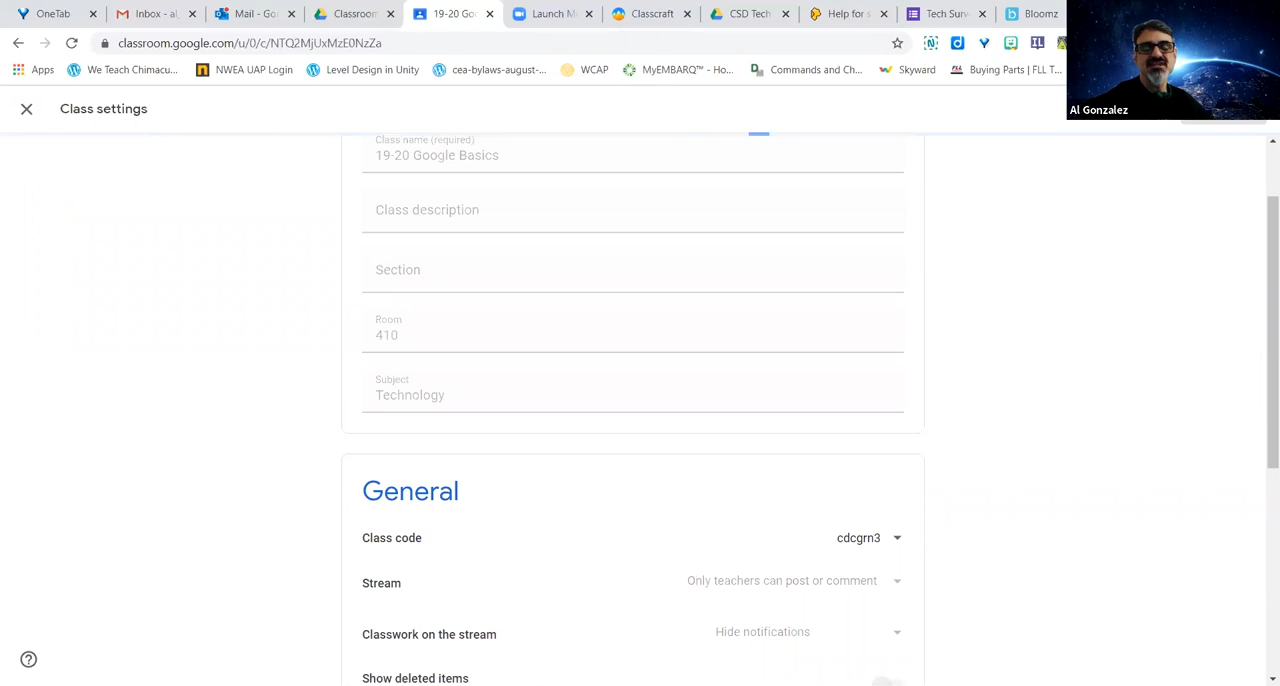 OneTab
Inbox - al
Mail - Go
Classroom
19-20 Goo
Launch M
Classcraft
CSD Tech
Help for s
Tech Surv
Bloomz
classroom.google.com/u/0/c/NTQ2MjUxMzE0NzZa
Apps
We Teach Chimacu...
NWEA UAP Login
Level Design in Unity
cea-bylaws-august-...
WCAP
MyEMBARQ™ - Ho...
Commands and Ch...
Skyward
Buying Parts | FLL T...
Al Gonzalez
Class settings
Class name (required)
19-20 Google Basics
Class description
Section
Room
410
Subject
Technology
General
Class code
cdcgrn3
Stream
Only teachers can post or comment
Classwork on the stream
Hide notifications
Show deleted items